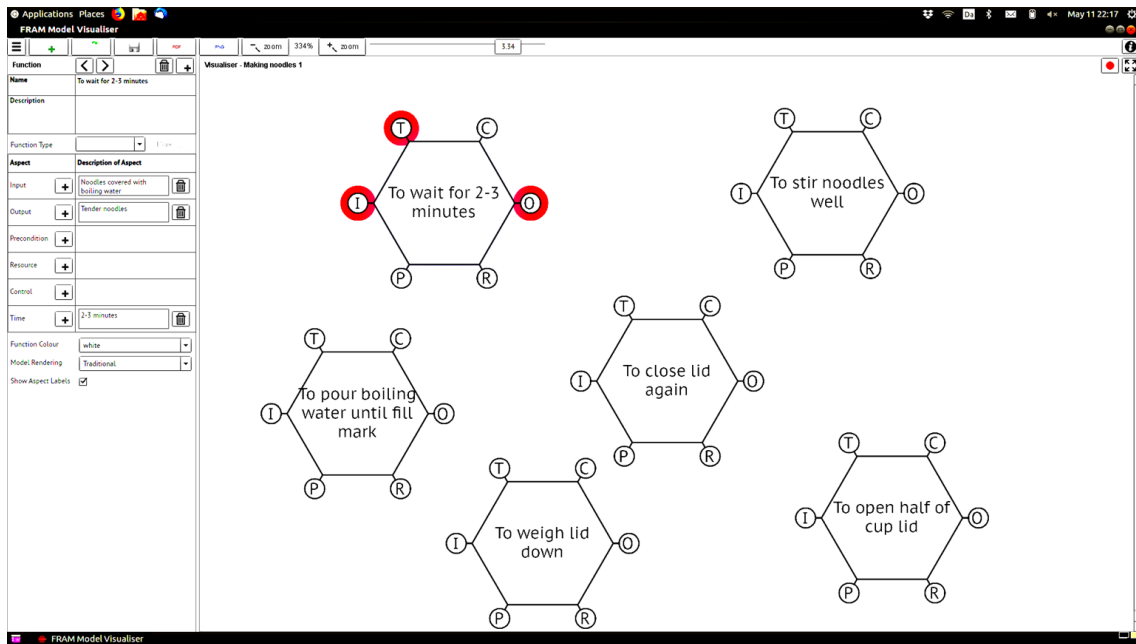 Applications Places
Da
May 11 22:17
FRAM Model Visualiser
PDF
zoom
334%
zoom
3.34
Function
Visualiser - Making noodles 1
Name
To wait for 2-3 minutes
Description
Function Type
Aspect
Description of Aspect
Input
Noodles covered with
boiling water
Output
Tender noodles
Precondition
Resource
Control
Time
2-3 minutes
Function Colour
white
Model Rendering
Traditional
Show Aspect Labels
T
C
I
To wait for 2-3
minutes
O
P
R
T
C
I
To stir noodles
well
O
P
R
T
C
I
To close lid
again
O
P
R
T
C
I
To pour boiling
water until fill
mark
O
P
R
T
C
I
To open half of
cup lid
O
P
R
T
C
I
To weigh lid
down
O
P
R
FRAM Model Visualiser